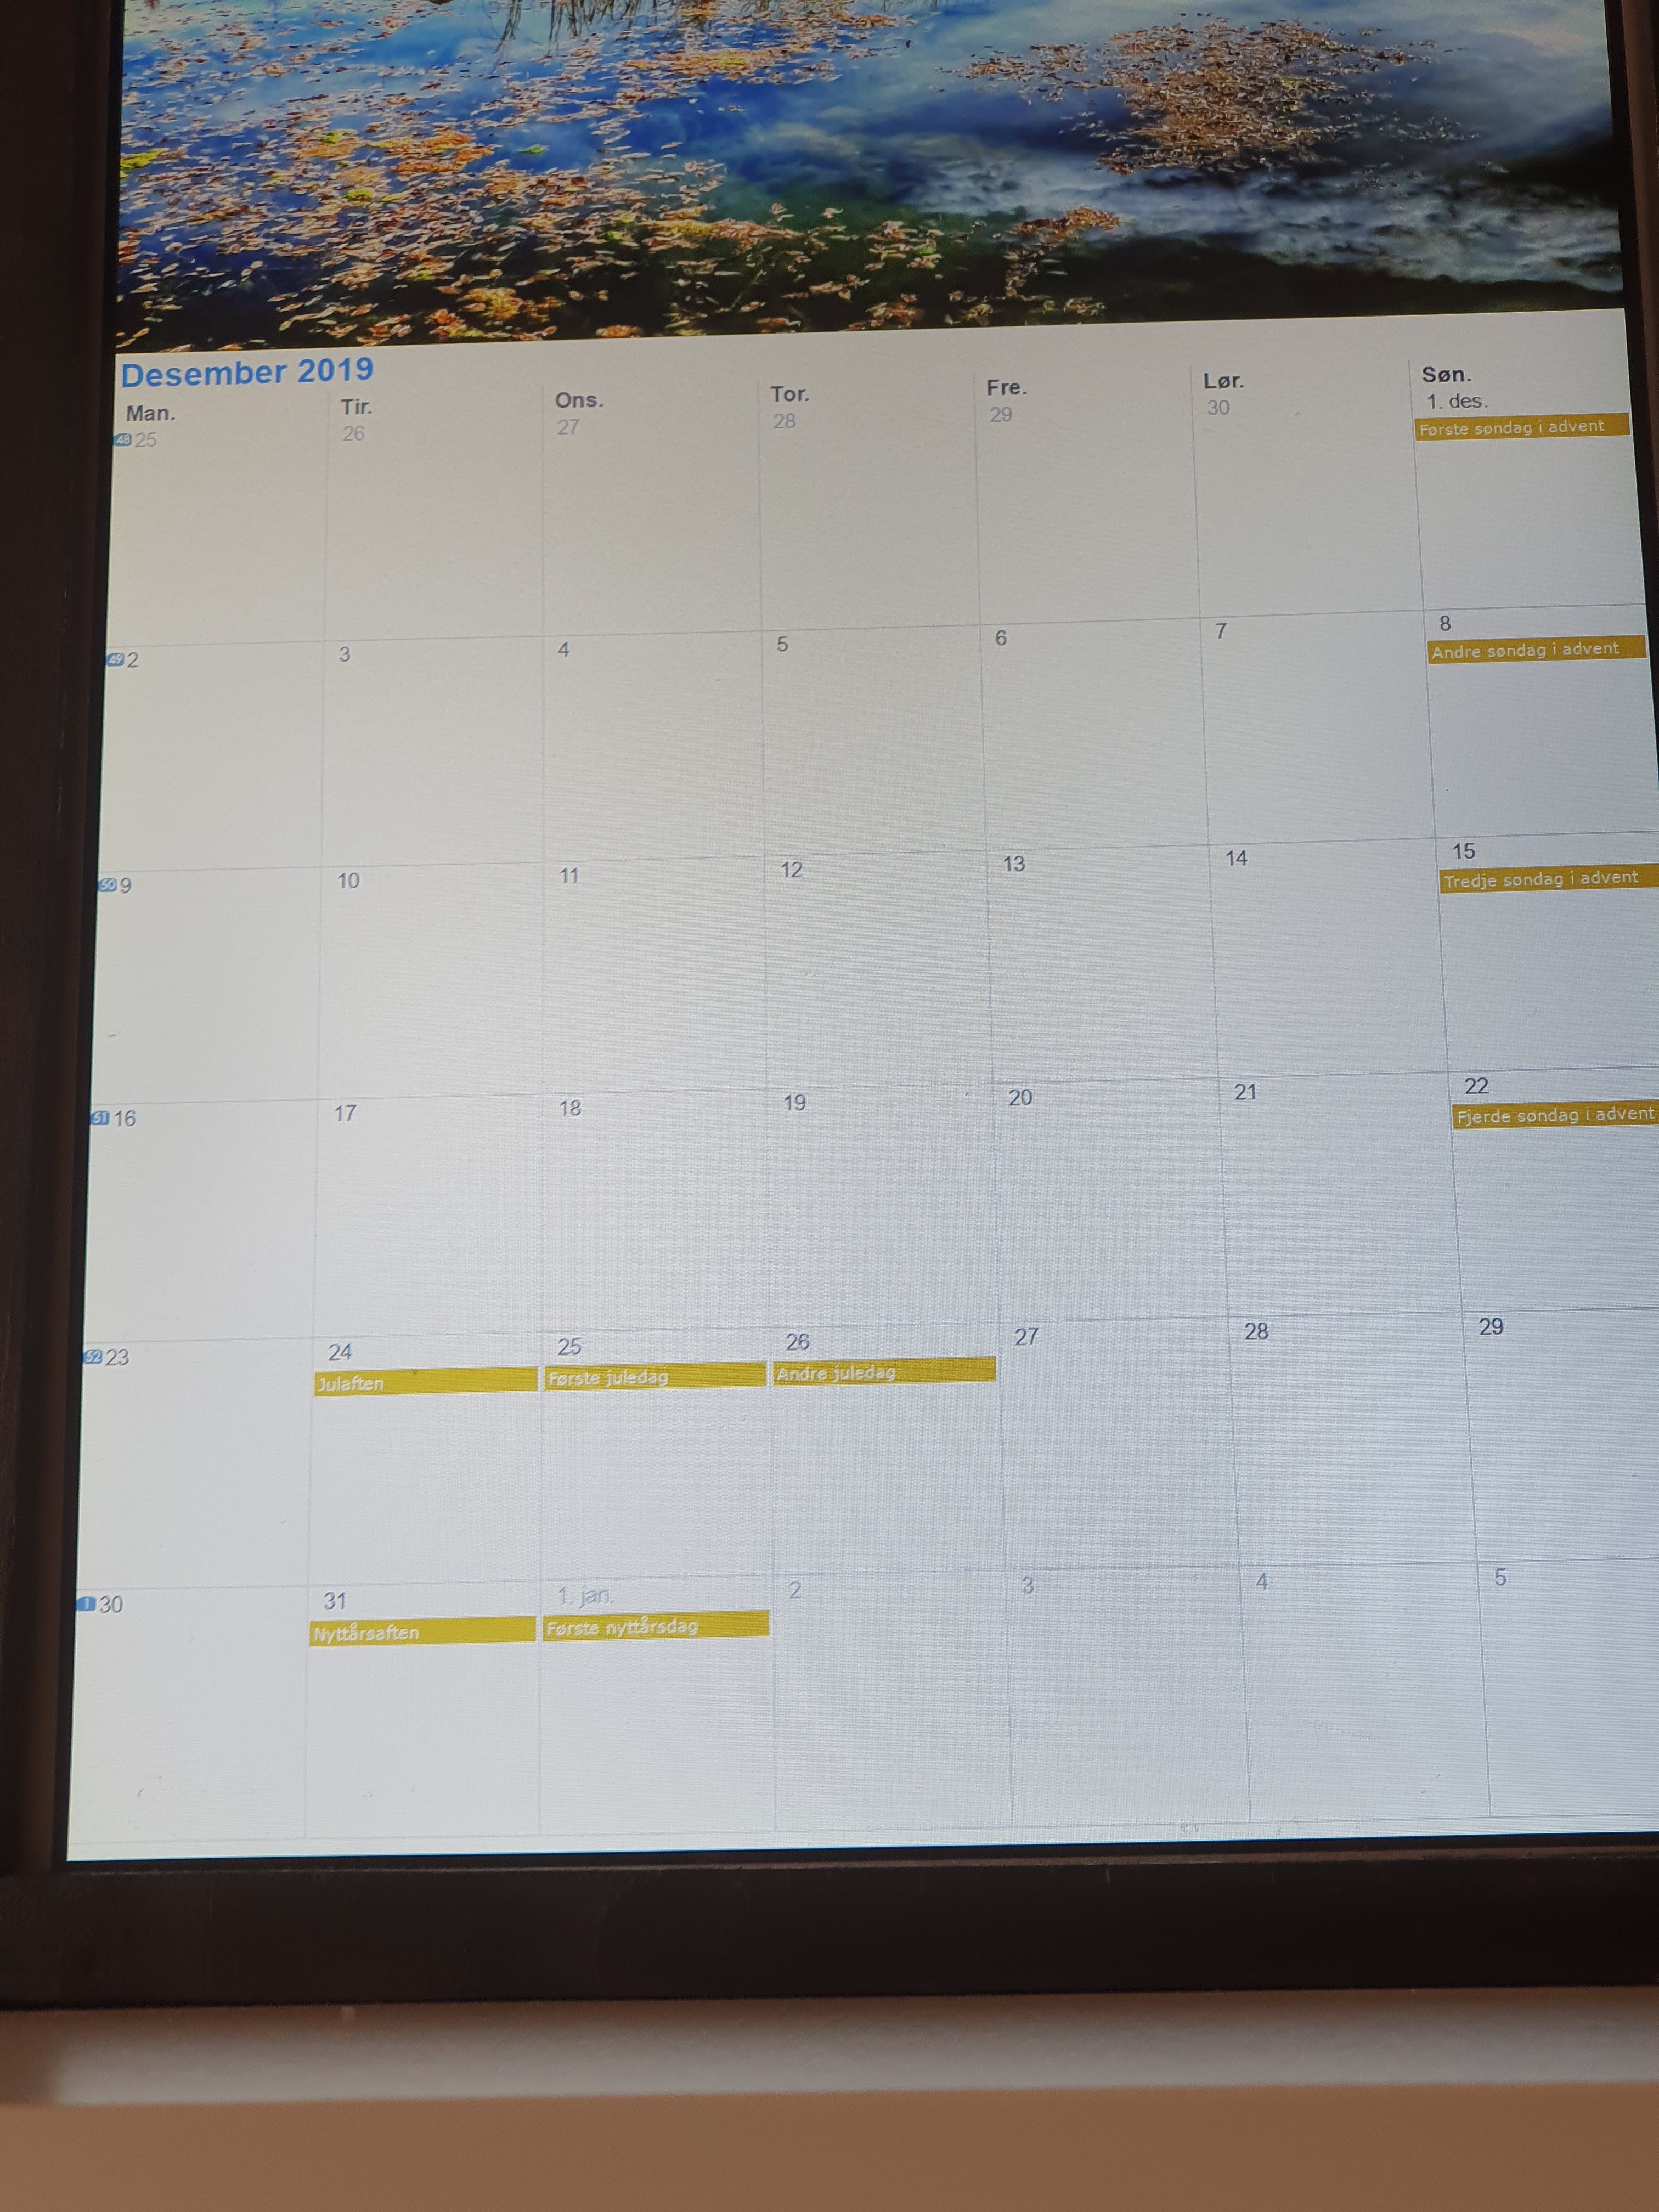 Desember 2019
Man. Tir. Ons. Tor. Fre. Lør. Søn.
48 25 26 27 28 29 30 1. des.
Første søndag i advent
49 2 3 4 5 6 7 8
Andre søndag i advent
50 9 10 11 12 13 14 15
Tredje søndag i advent
51 16 17 18 19 20 21 22
Fjerde søndag i advent
52 23 24 25 26 27 28 29
Julaften Første juledag Andre juledag
1 30 31 1. jan. 2 3 4 5
Nyttårsaften Første nyttårsdag